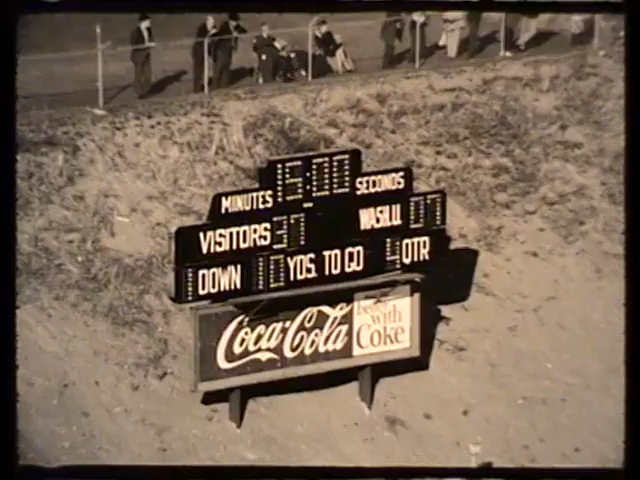 15:00
MINUTES SECONDS
VISITORS 37 WASH.U. 07
1 DOWN 10 YDS. TO GO 4 QTR
Coca-Cola
better with Coke